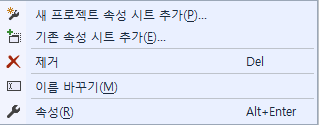 새 프로젝트 속성 시트 추가(P)...
기존 속성 시트 추가(E)...
제거 Del
이름 바꾸기(M)
속성(R) Alt+Enter